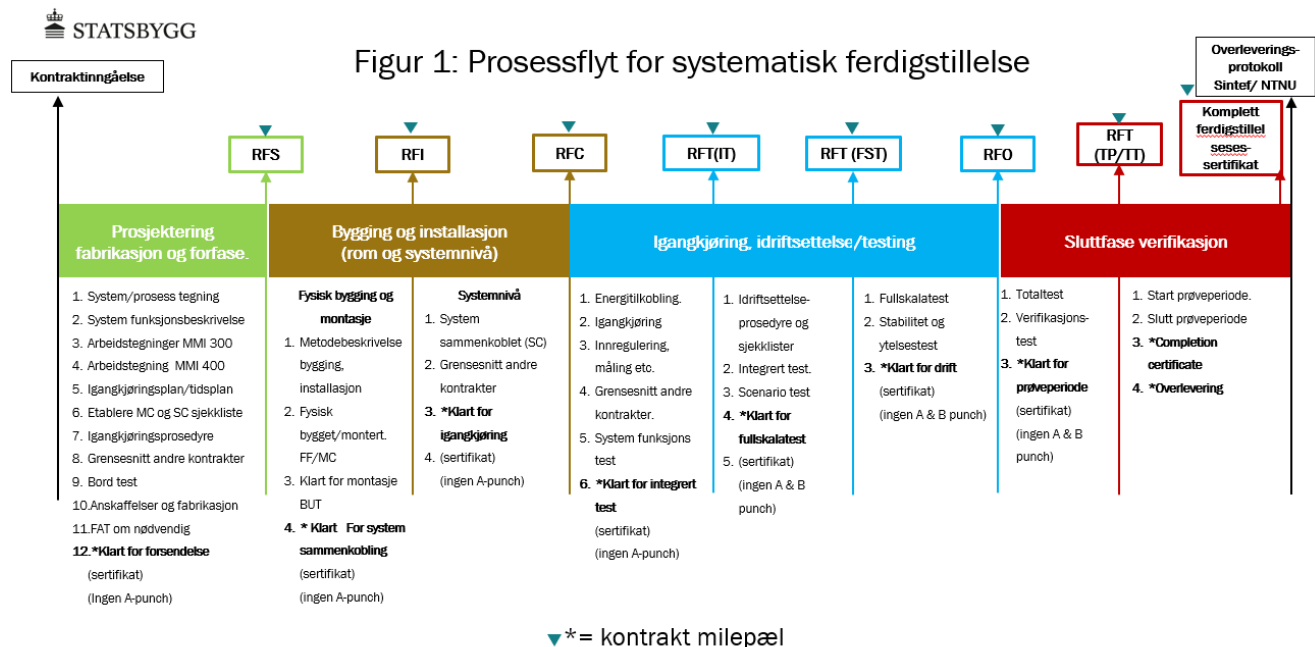 STATSBYGG
Figur 1: Prosessflyt for systematisk ferdigstillelse
Kontraktinngåelse
Overleverings-
protokoll
Sintef/ NTNU
RFS
RFI
RFC
RFT(IT)
RFT (FST)
RFO
RFT
(TP/TT)
Komplett
ferdigstillel
seses-
sertifikat
Prosjektering
fabrikasjon og forfase.
Bygging og installasjon
(rom og systemnivå)
Igangkjøring, idriftsettelse/testing
Sluttfase verifikasjon
1. System/prosess tegning
2. System funksjonsbeskrivelse
3. Arbeidstegninger MMI 300
4. Arbeidstegning MMI 400
5. Igangkjøringsplan/tidsplan
6. Etablere MC og SC sjekkliste
7. Igangkjøringsprosedyre
8. Grensesnitt andre kontrakter
9. Bord test
10.Anskaffelser og fabrikasjon
11.FAT om nødvendig
12.*Klart for forsendelse
(sertifikat)
(Ingen A-punch)
Fysisk bygging og
montasje
1. Metodebeskrivelse
bygging,
installasjon
2. Fysisk
bygget/montert.
FF/MC
3. Klart for montasje
BUT
4. * Klart For system
sammenkobling
(sertifikat)
(ingen A-punch)
Systemnivå
1. System
sammenkoblet (SC)
2. Grensesnitt andre
kontrakter
3. *Klart for
igangkjøring
4. (sertifikat)
(ingen A-punch)
1. Energitilkobling.
2. Igangkjøring
3. Innregulering,
måling etc.
4. Grensesnitt andre
kontrakter.
5. System funksjons
test
6. *Klart for integrert
test
(sertifikat)
(ingen A-punch)
1. Idriftsettelse-
prosedyre og
sjekklister
2. Integrert test.
3. Scenario test
4. *Klart for
fullskalatest
5. (sertifikat)
(ingen A & B
punch)
1. Fullskalatest
2. Stabilitet og
ytelsestest
3. *Klart for drift
(sertifikat)
(ingen A & B punch)
1. Totaltest
2. Verifikasjons-
test
3. *Klart for
prøveperiode
(sertifikat)
(ingen A & B
punch)
1. Start prøveperiode.
2. Slutt prøveperiode
3. *Completion
certificate
4. *Overlevering
*= kontrakt milepæl